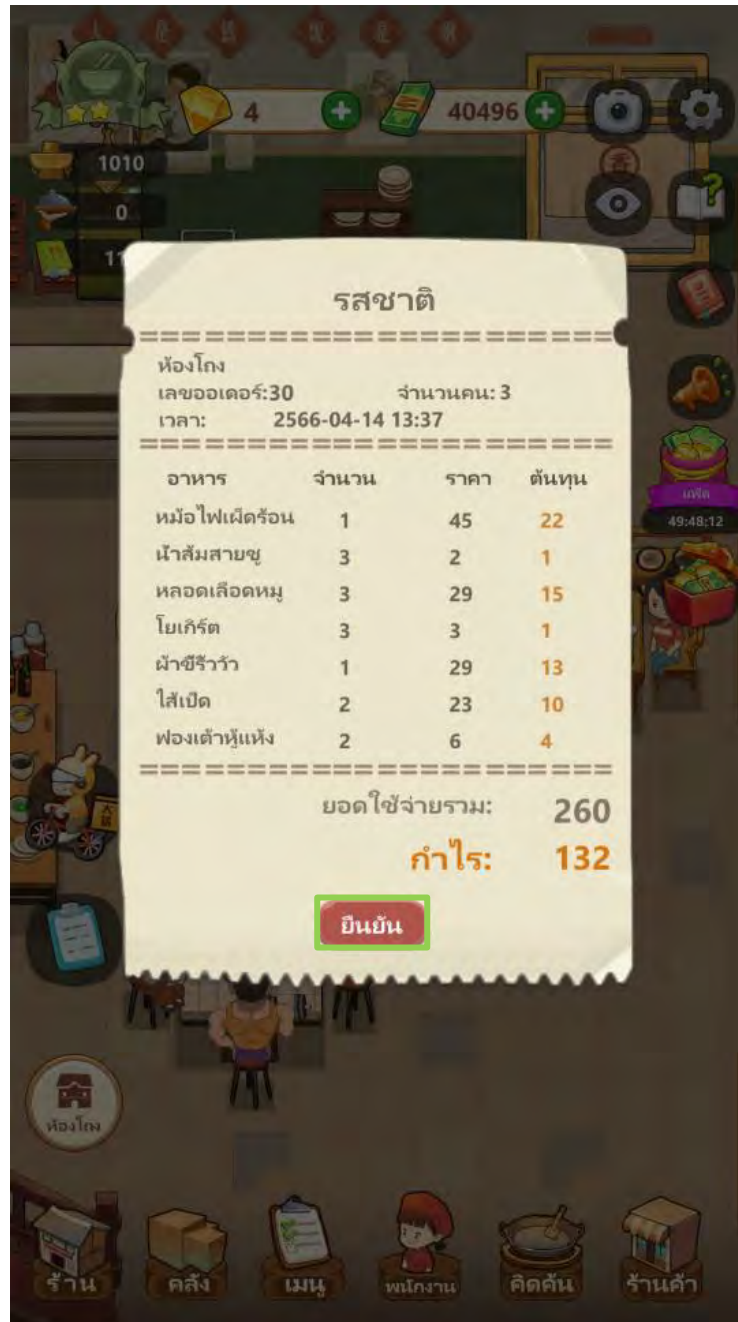 4
40496
1010
0
11
รสชาติ
ห้องโถง
เลขออเดอร์:30 จำนวนคน: 3
เวลา: 2566-04-14 13:37
อาหาร จำนวน ราคา ต้นทุน
หม้อไฟเผ็ดร้อน 1 45 22
น้ำส้มสายชู 3 2 1
หลอดเลือดหมู 3 29 15
โยเกิร์ต 3 3 1
ผ้าขี้ริ้ววัว 1 29 13
ไส้เป็ด 2 23 10
ฟองเต้าหู้แห้ง 2 6 4
ยอดใช้จ่ายรวม: 260
กำไร: 132
ยืนยัน
49:48:12
ห้องโถง
ร้าน คลัง เมนู พนักงาน คิดค้น ร้านค้า